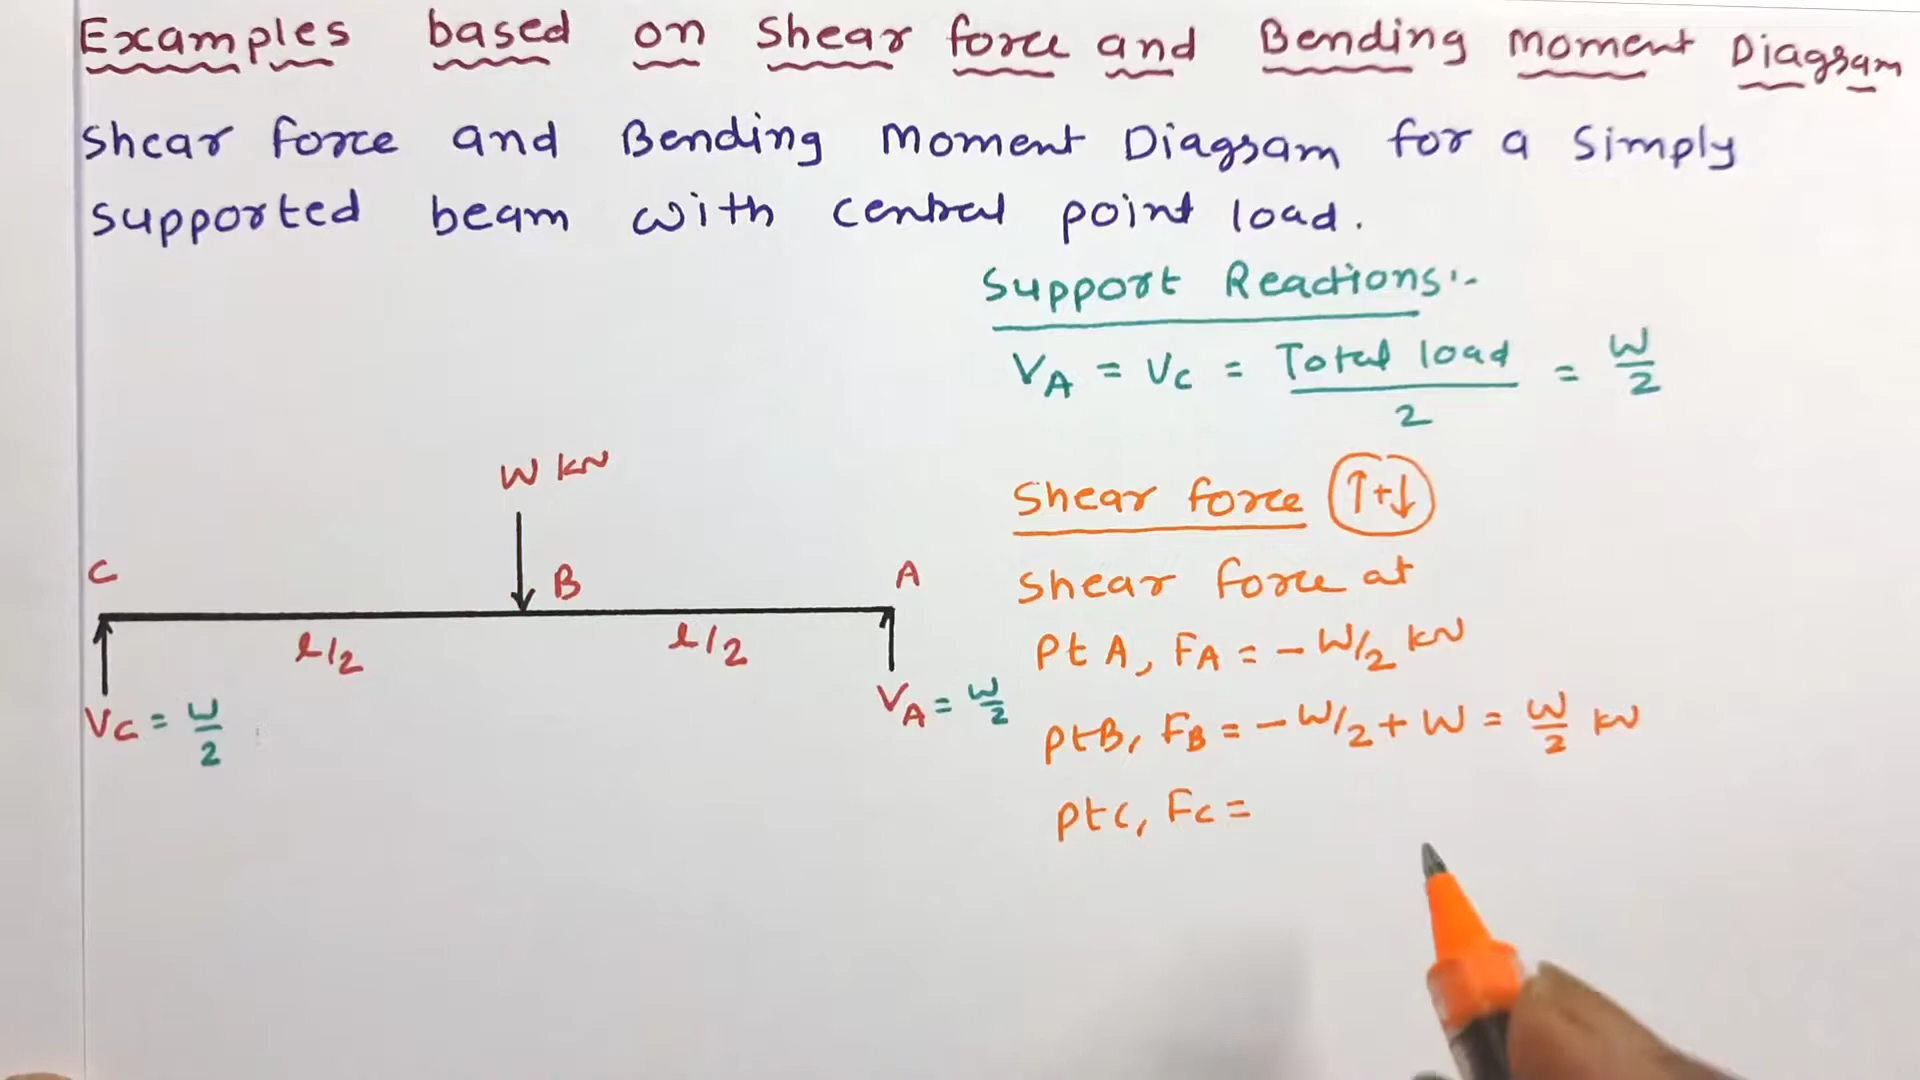 Examples based on Shear force and Bending Moment Diagram
Shear force and Bending Moment Diagram for a Simply
supported beam with central point load.
Support Reactions:-
VA = VC = Total load / 2 = W/2
W kN
Shear force ↑+↓
C
B
A
Shear force at
l/2
l/2
Pt A, FA = -W/2 kN
VC = W/2
VA = W/2
pt B, FB = -W/2 + W = W/2 kN
pt C, FC =